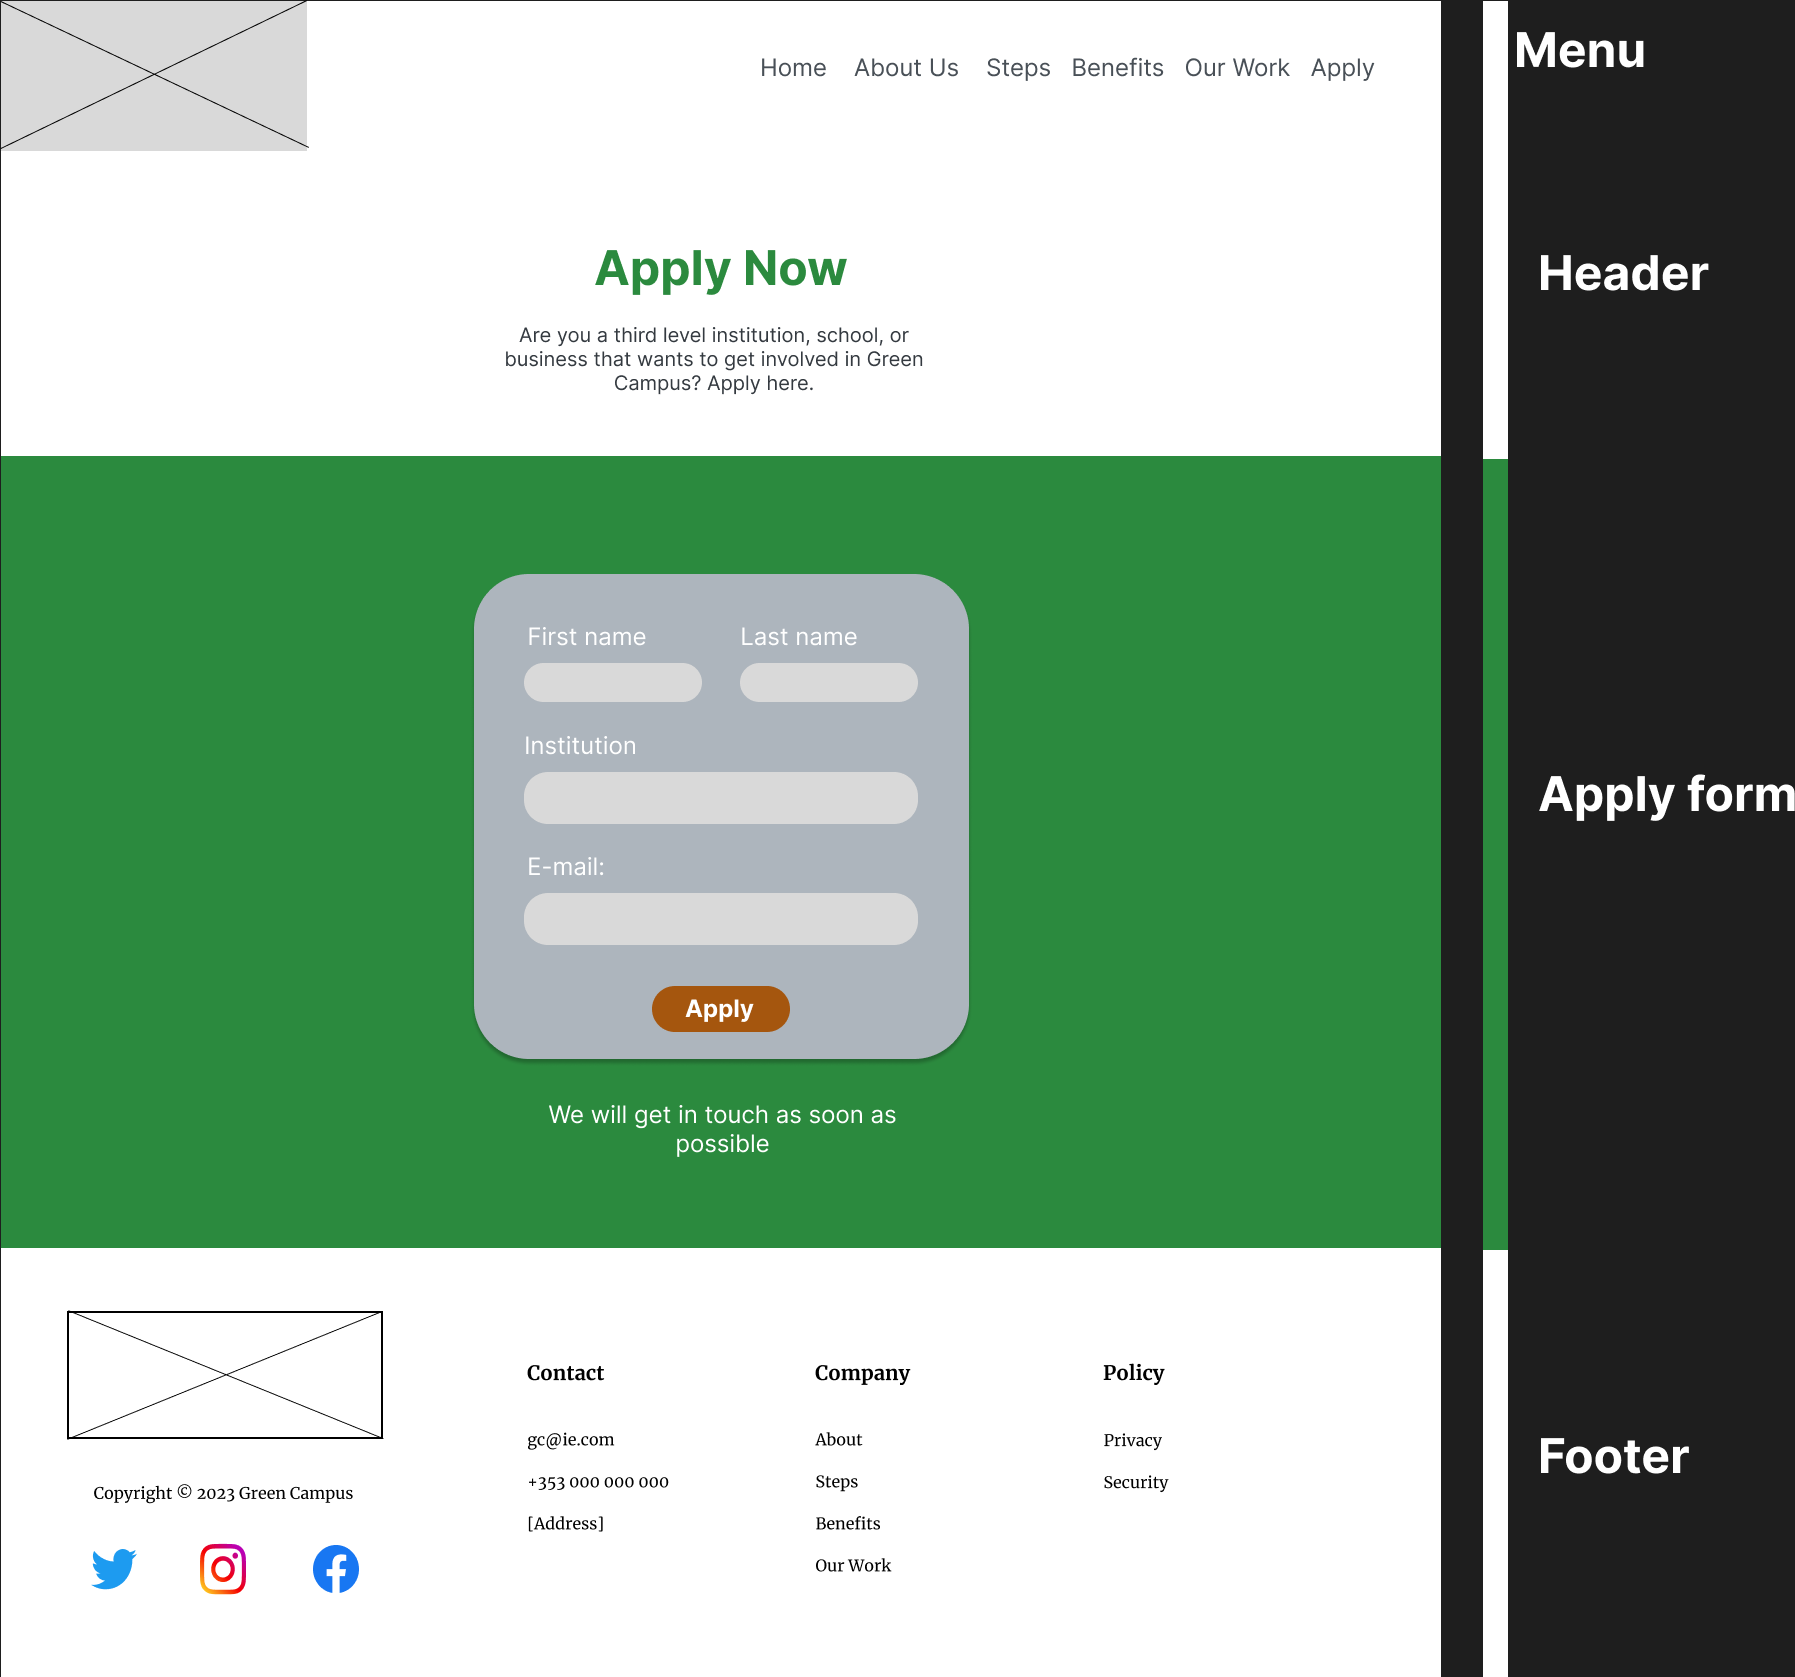 Home About Us Steps Benefits Our Work Apply
Menu
Apply Now
Header
Are you a third level institution, school, or
business that wants to get involved in Green
Campus? Apply here.
First name Last name
Institution
Apply form
E-mail:
Apply
We will get in touch as soon as
possible
Contact
gc@ie.com
+353 000 000 000
[Address]
Company
About
Steps
Benefits
Our Work
Policy
Privacy
Security
Footer
Copyright © 2023 Green Campus